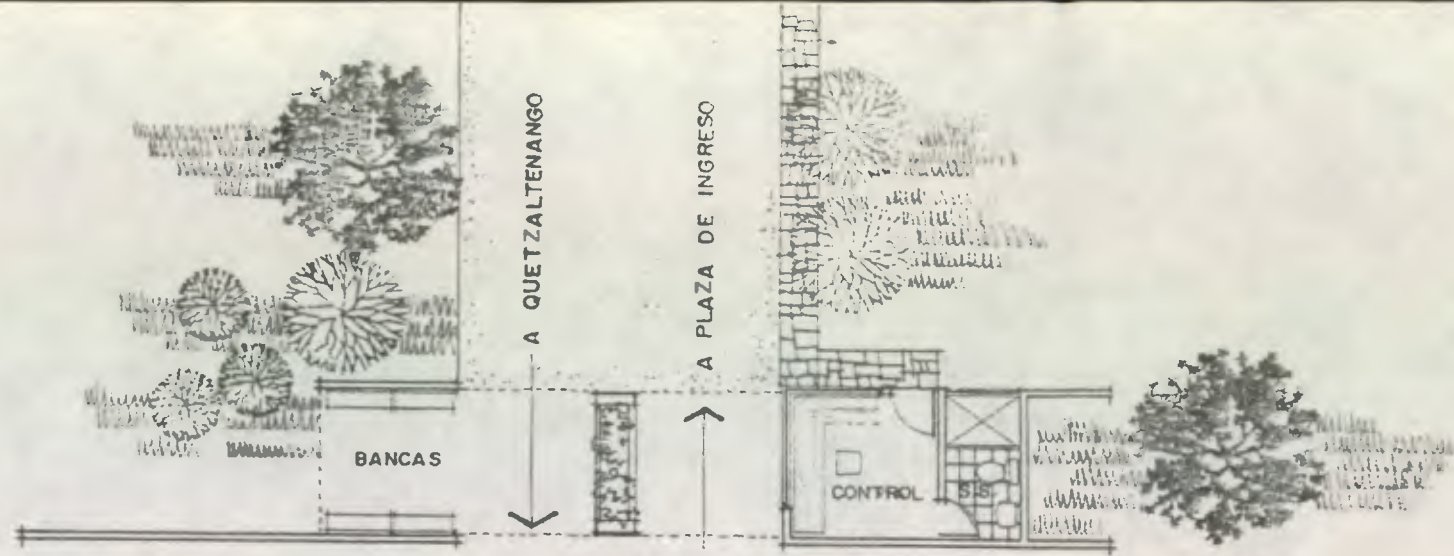 A QUETZALTENANGO
A PLAZA DE INGRESO
BANCAS
CONTROL
S.S.